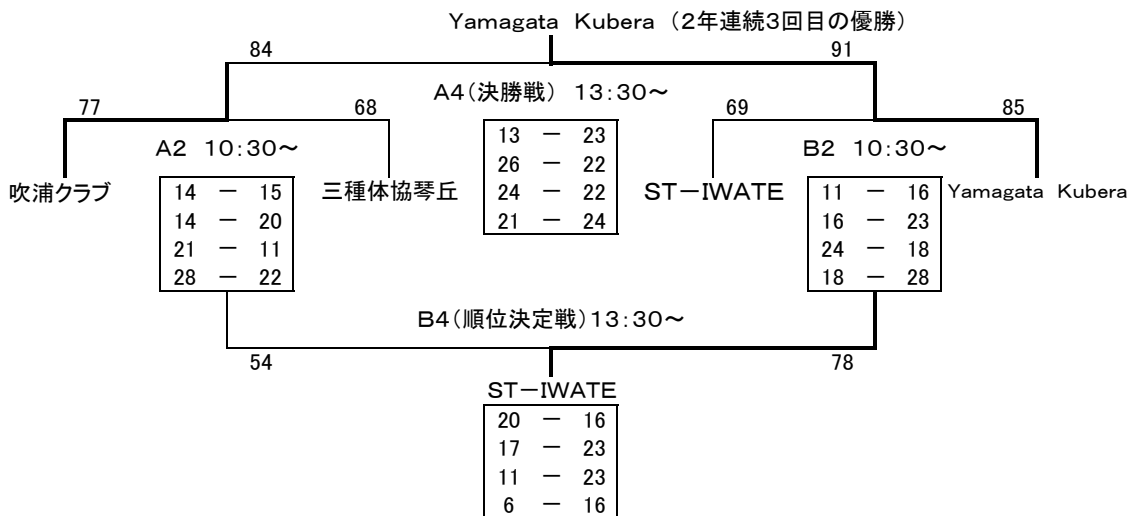 Yamagata Kubera (2年連続3回目の優勝)
84 91
A4(決勝戦) 13:30～
77 68 69 85
13 － 23
A2 10:30～ B2 10:30～
26 － 22
吹浦クラブ 三種体協琴丘 ST－IWATE Yamagata Kubera
14 － 15 24 － 22 11 － 16
14 － 20 21 － 24 16 － 23
21 － 11 24 － 18
28 － 22 18 － 28
B4(順位決定戦)13:30～
54 78
ST－IWATE
20 － 16
17 － 23
11 － 23
6 － 16